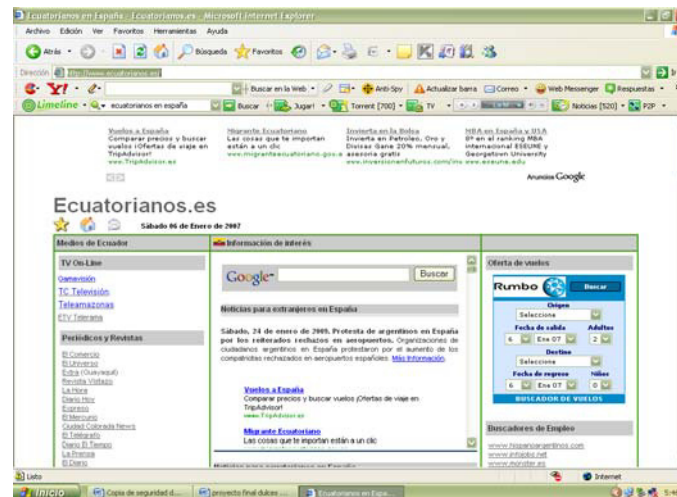 Ecuatorianos en España : Ecuatorianos.es - Microsoft Internet Explorer
Archivo Edición Ver Favoritos Herramientas Ayuda
Atrás Búsqueda Favoritos
Dirección http://www.ecuatorianos.es/ Ir
Buscar en la Web Anti-Spy Actualizar barra Correo Web Messenger Respuestas
Limeline ecuatorianos en españa Buscar Jugar! Torrent [700] TV Noticias [520] P2P
Vuelos a España
Comparar precios y buscar
vuelos ¡Ofertas de viaje en
TripAdvisor!
www.TripAdvisor.es
Migrante Ecuatoriano
Las cosas que te importan
están a un clic
www.migranteecuatoriano.gov.e
Invierta en la Bolsa
Invierta en Petroleo, Oro y
Divisas Gane 20% mensual,
asesoria gratis
www.inversionenfuturos.com/inv
MBA en España y USA
8º en el ranking MBA
internacional ESEUNE y
Georgetown University
www.eseune.edu
Anuncios Google
Ecuatorianos.es
Sábado 06 de Enero de 2007
Medios de Ecuador
TV On-Line
Gamavisión
TC Televisión
Teleamazonas
ETV Telerama
Periódicos y Revistas
El Comercio
El Universo
Extra (Guayaquil)
Revista Vistazo
La Hora
Diario Hoy
Expreso
El Mercurio
Ciudad Colorada News
El Telégrafo
Diario El Tiempo
La Prensa
El Diario
Información de interés
Google Buscar
Noticias para extranjeros en España
Sábado, 24 de enero de 2009. Protesta de argentinos en España
por los reiterados rechazos en aeropuertos. Organizaciones de
ciudadanos argentinos en España protestaron por el aumento de los
compatriotas rechazados en aeropuertos españoles. Más Información.
Vuelos a España
Comparar precios y buscar vuelos ¡Ofertas de viaje en
TripAdvisor!
www.TripAdvisor.es
Migrante Ecuatoriano
Las cosas que te importan están a un clic
Oferta de vuelos
Rumbo Buscar
Origen
Selecciona
Fecha de salida Adultos
6 Ene 07 2
Destino
Selecciona
Fecha de regreso Niños
6 Ene 07 0
BUSCADOR DE VUELOS
Buscadores de Empleo
www.hispanoargentinos.com
www.infojobs.net
www.monster.es
Listo Internet
Inicio Copia de seguridad d... proyecto final dulces ... Ecuatorianos en Espa...